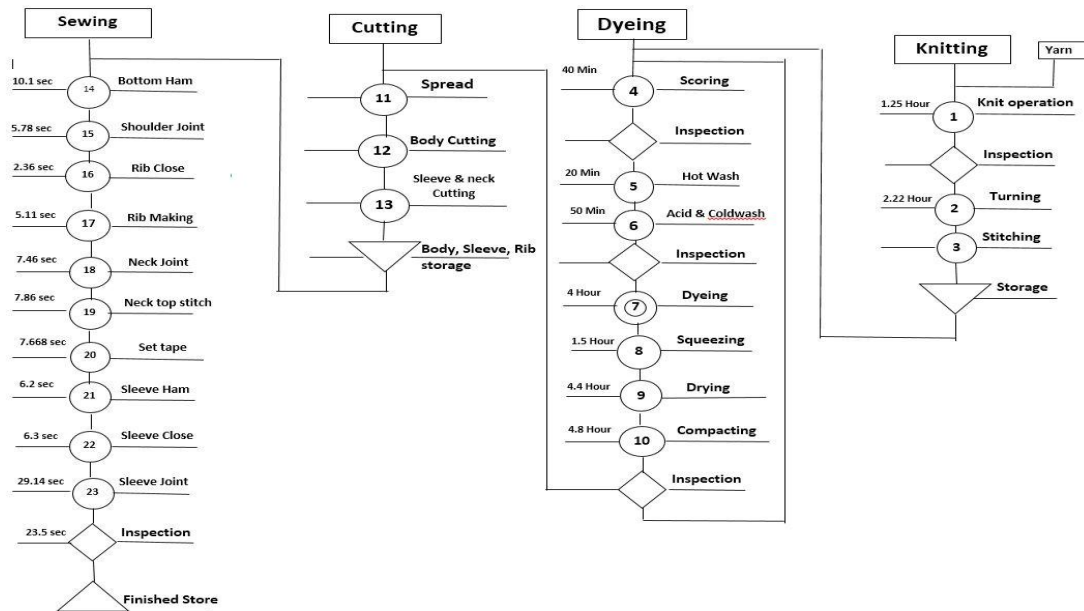 Sewing
10.1 sec 14 Bottom Ham
5.78 sec 15 Shoulder Joint
2.36 sec 16 Rib Close
5.11 sec 17 Rib Making
7.46 sec 18 Neck Joint
7.86 sec 19 Neck top stitch
7.668 sec 20 Set tape
6.2 sec 21 Sleeve Ham
6.3 sec 22 Sleeve Close
29.14 sec 23 Sleeve Joint
23.5 sec Inspection
Finished Store
Cutting
11 Spread
12 Body Cutting
13 Sleeve & neck
Cutting
Body, Sleeve, Rib
storage
Dyeing
40 Min 4 Scoring
Inspection
20 Min 5 Hot Wash
50 Min 6 Acid & Coldwash
Inspection
4 Hour 7 Dyeing
1.5 Hour 8 Squeezing
4.4 Hour 9 Drying
4.8 Hour 10 Compacting
Inspection
Knitting
Yarn
1.25 Hour 1 Knit operation
Inspection
2.22 Hour 2 Turning
3 Stitching
Storage